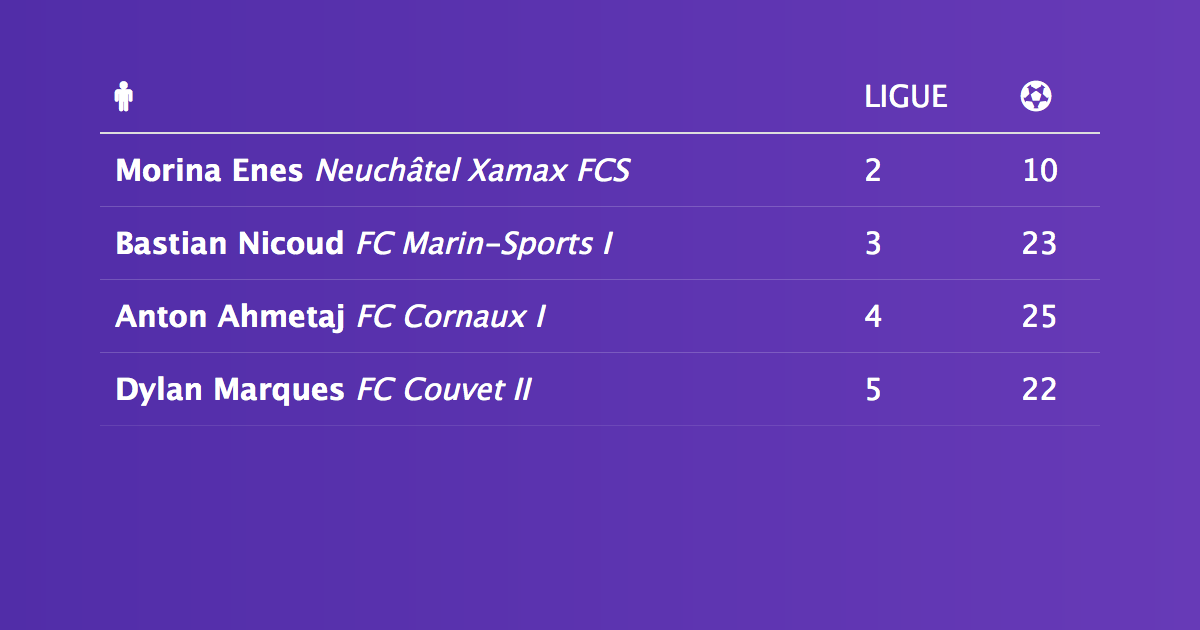 LIGUE
Morina Enes Neuchâtel Xamax FCS 2 10
Bastian Nicoud FC Marin-Sports I 3 23
Anton Ahmetaj FC Cornaux I 4 25
Dylan Marques FC Couvet II 5 22